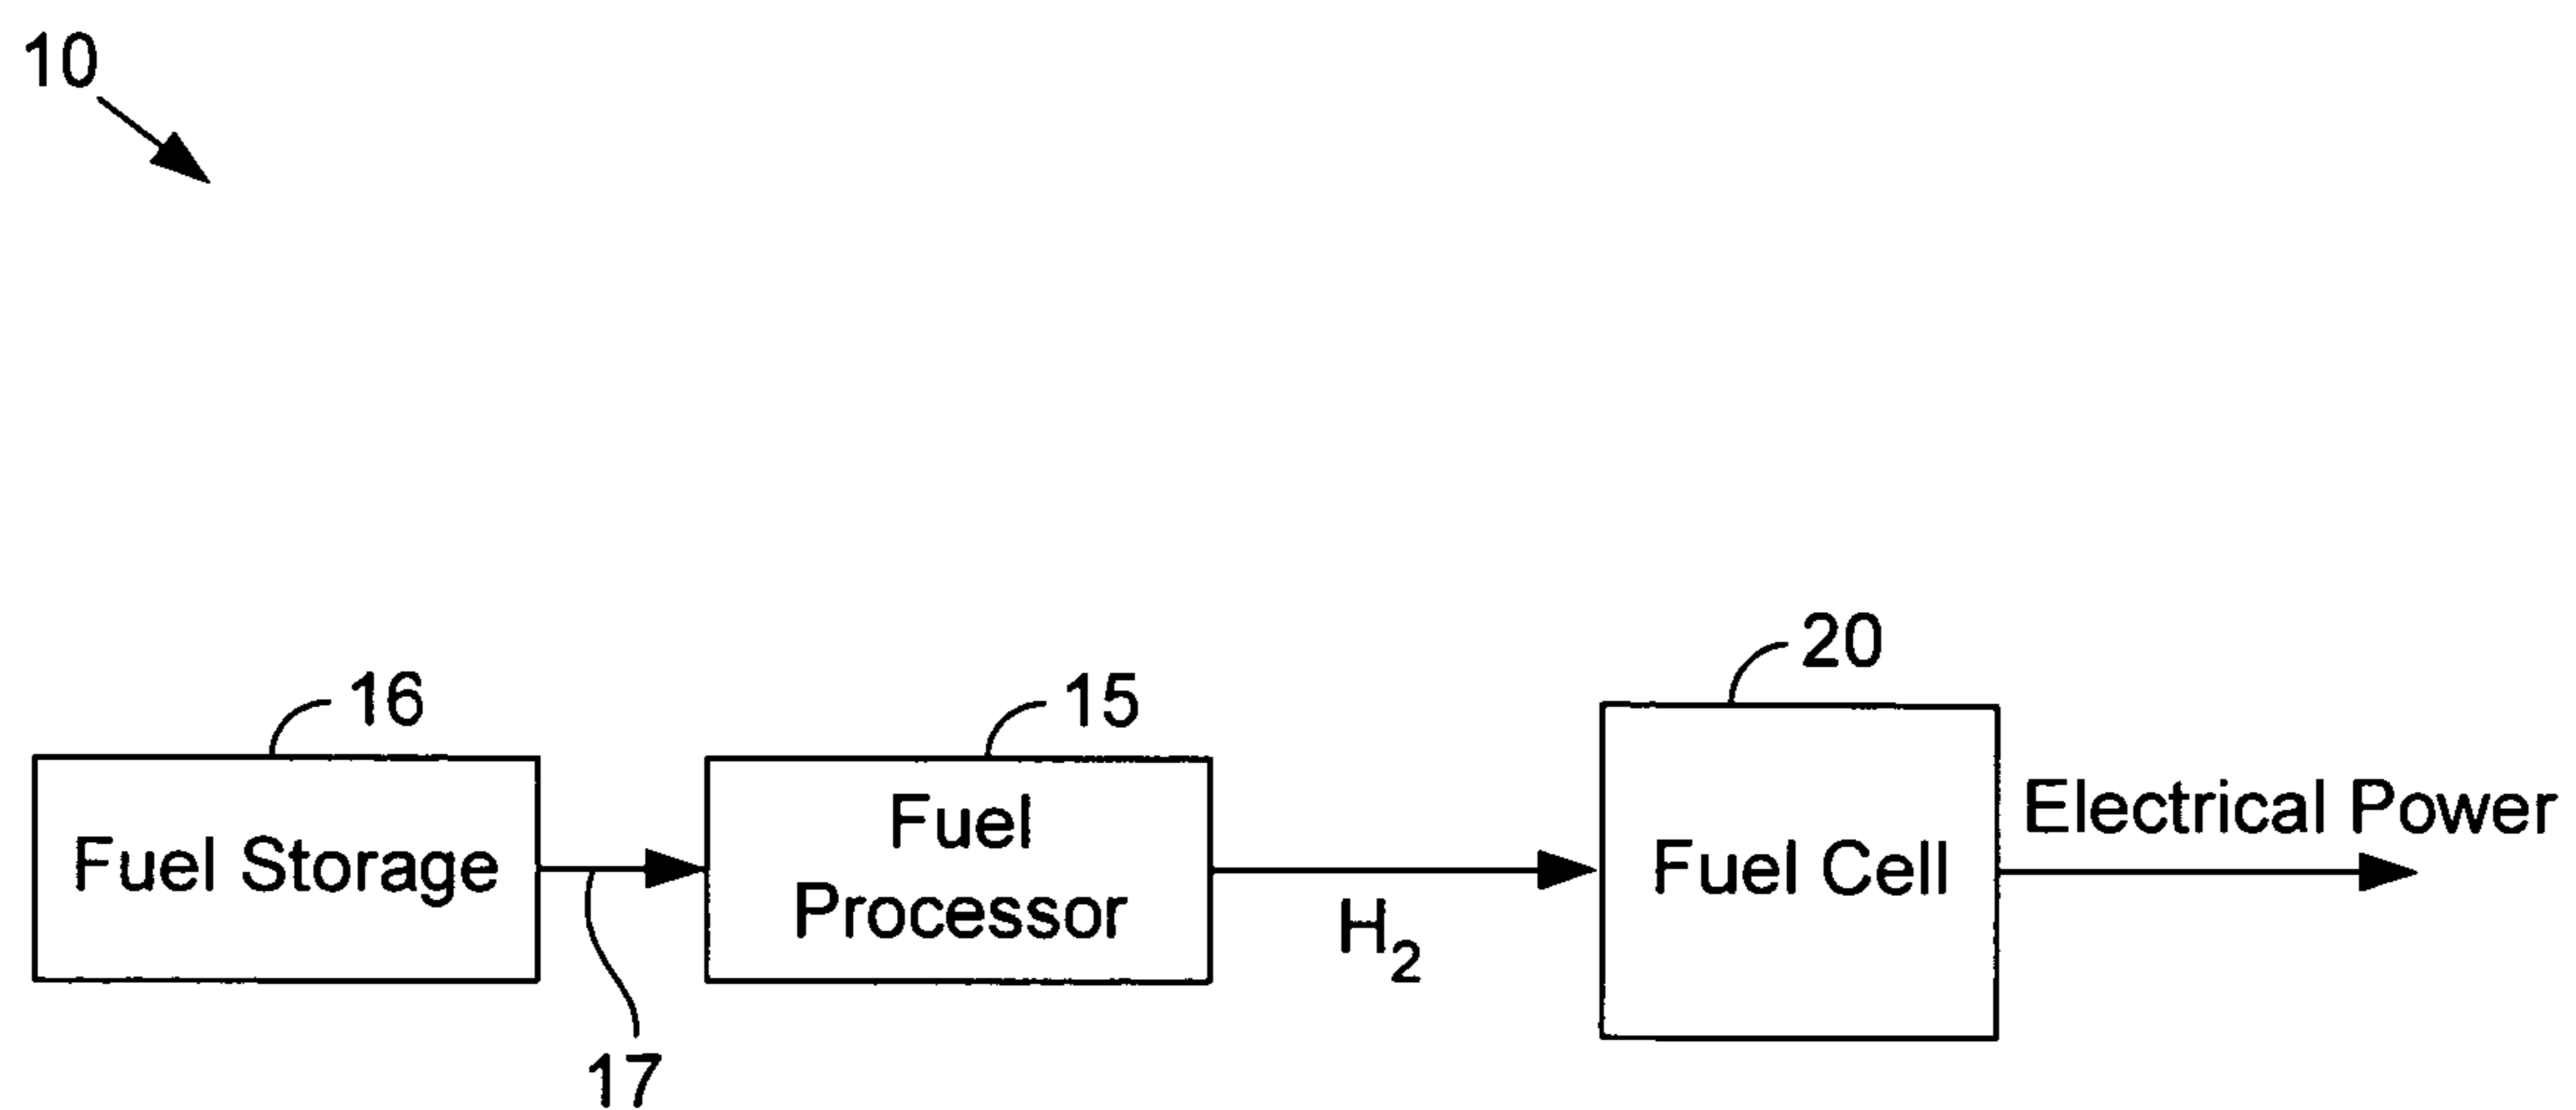 10
20
16
15
Fuel Storage
Fuel
Processor
H₂
Fuel Cell
Electrical Power
17